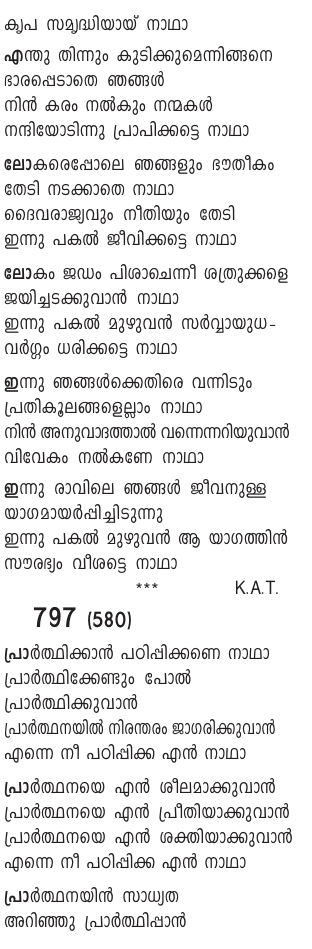 കൃപ സമൃദ്ധിയായ് നാഥാ
എന്തു തിന്നും കുടിക്കുമെന്നിങ്ങനെ
ഭാരപ്പെടാതെ ഞങ്ങൾ
നിൻ കരം നൽകും നന്മകൾ
നന്ദിയോടിന്നു പ്രാപിക്കട്ടെ നാഥാ
ലോകരെപ്പോലെ ഞങ്ങളും ഭൗതീകം
തേടി നടക്കാതെ നാഥാ
ദൈവരാജ്യവും നീതിയും തേടി
ഇന്നു പകൽ ജീവിക്കട്ടെ നാഥാ
ലോകം ജഡം പിശാചെന്നീ ശത്രുക്കളെ
ജയിച്ചടക്കുവാൻ നാഥാ
ഇന്നു പകൽ മുഴുവൻ സർവ്വായുധ-
വർഗ്ഗം ധരിക്കട്ടെ നാഥാ
ഇന്നു ഞങ്ങൾക്കെതിരെ വന്നിടും
പ്രതികൂലങ്ങളെല്ലാം നാഥാ
നിൻ അനുവാദത്താൽ വന്നെന്നറിയുവാൻ
വിവേകം നൽകണേ നാഥാ
ഇന്നു രാവിലെ ഞങ്ങൾ ജീവനുള്ള
യാഗമായർപ്പിച്ചിടുന്നു
ഇന്നു പകൽ മുഴുവൻ ആ യാഗത്തിൻ
സൗരഭ്യം വീശട്ടെ നാഥാ
*** K.A.T.
797 (580)
പ്രാർത്ഥിക്കാൻ പഠിപ്പിക്കണെ നാഥാ
പ്രാർത്ഥിക്കേണ്ടും പോൽ
പ്രാർത്ഥിക്കുവാൻ
പ്രാർത്ഥനയിൽ നിരന്തരം ജാഗരിക്കുവാൻ
എന്നെ നീ പഠിപ്പിക്ക എൻ നാഥാ
പ്രാർത്ഥനയെ എൻ ശീലമാക്കുവാൻ
പ്രാർത്ഥനയെ എൻ പ്രീതിയാക്കുവാൻ
പ്രാർത്ഥനയെ എൻ ശക്തിയാക്കുവാൻ
എന്നെ നീ പഠിപ്പിക്ക എൻ നാഥാ
പ്രാർത്ഥനയിൻ സാധ്യത
അറിഞ്ഞു പ്രാർത്ഥിപ്പാൻ